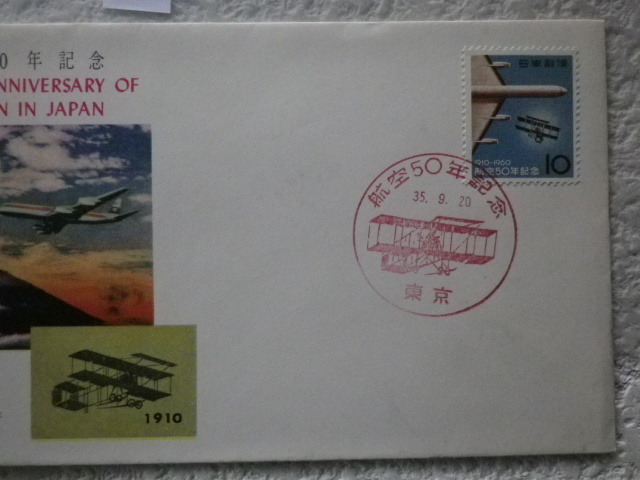 0年記念
NNIVERSARY OF
N IN JAPAN
1910
日本郵便
1910-1960
航空50年記念 10
航空50年記念
35. 9. 20
東京